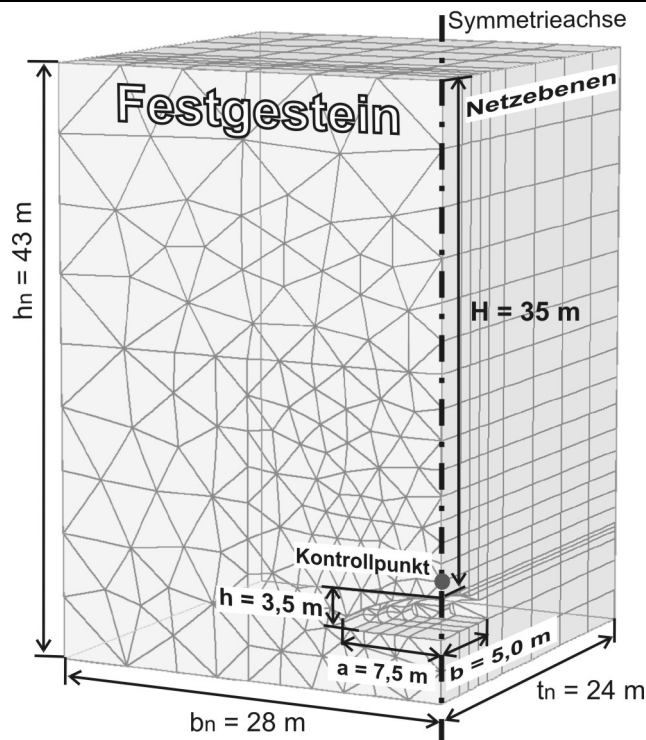 Symmetrieachse
Festgestein
Netzebenen
hn = 43 m
H = 35 m
Kontrollpunkt
h = 3,5 m
a = 7,5 m
b = 5,0 m
bn = 28 m
tn = 24 m